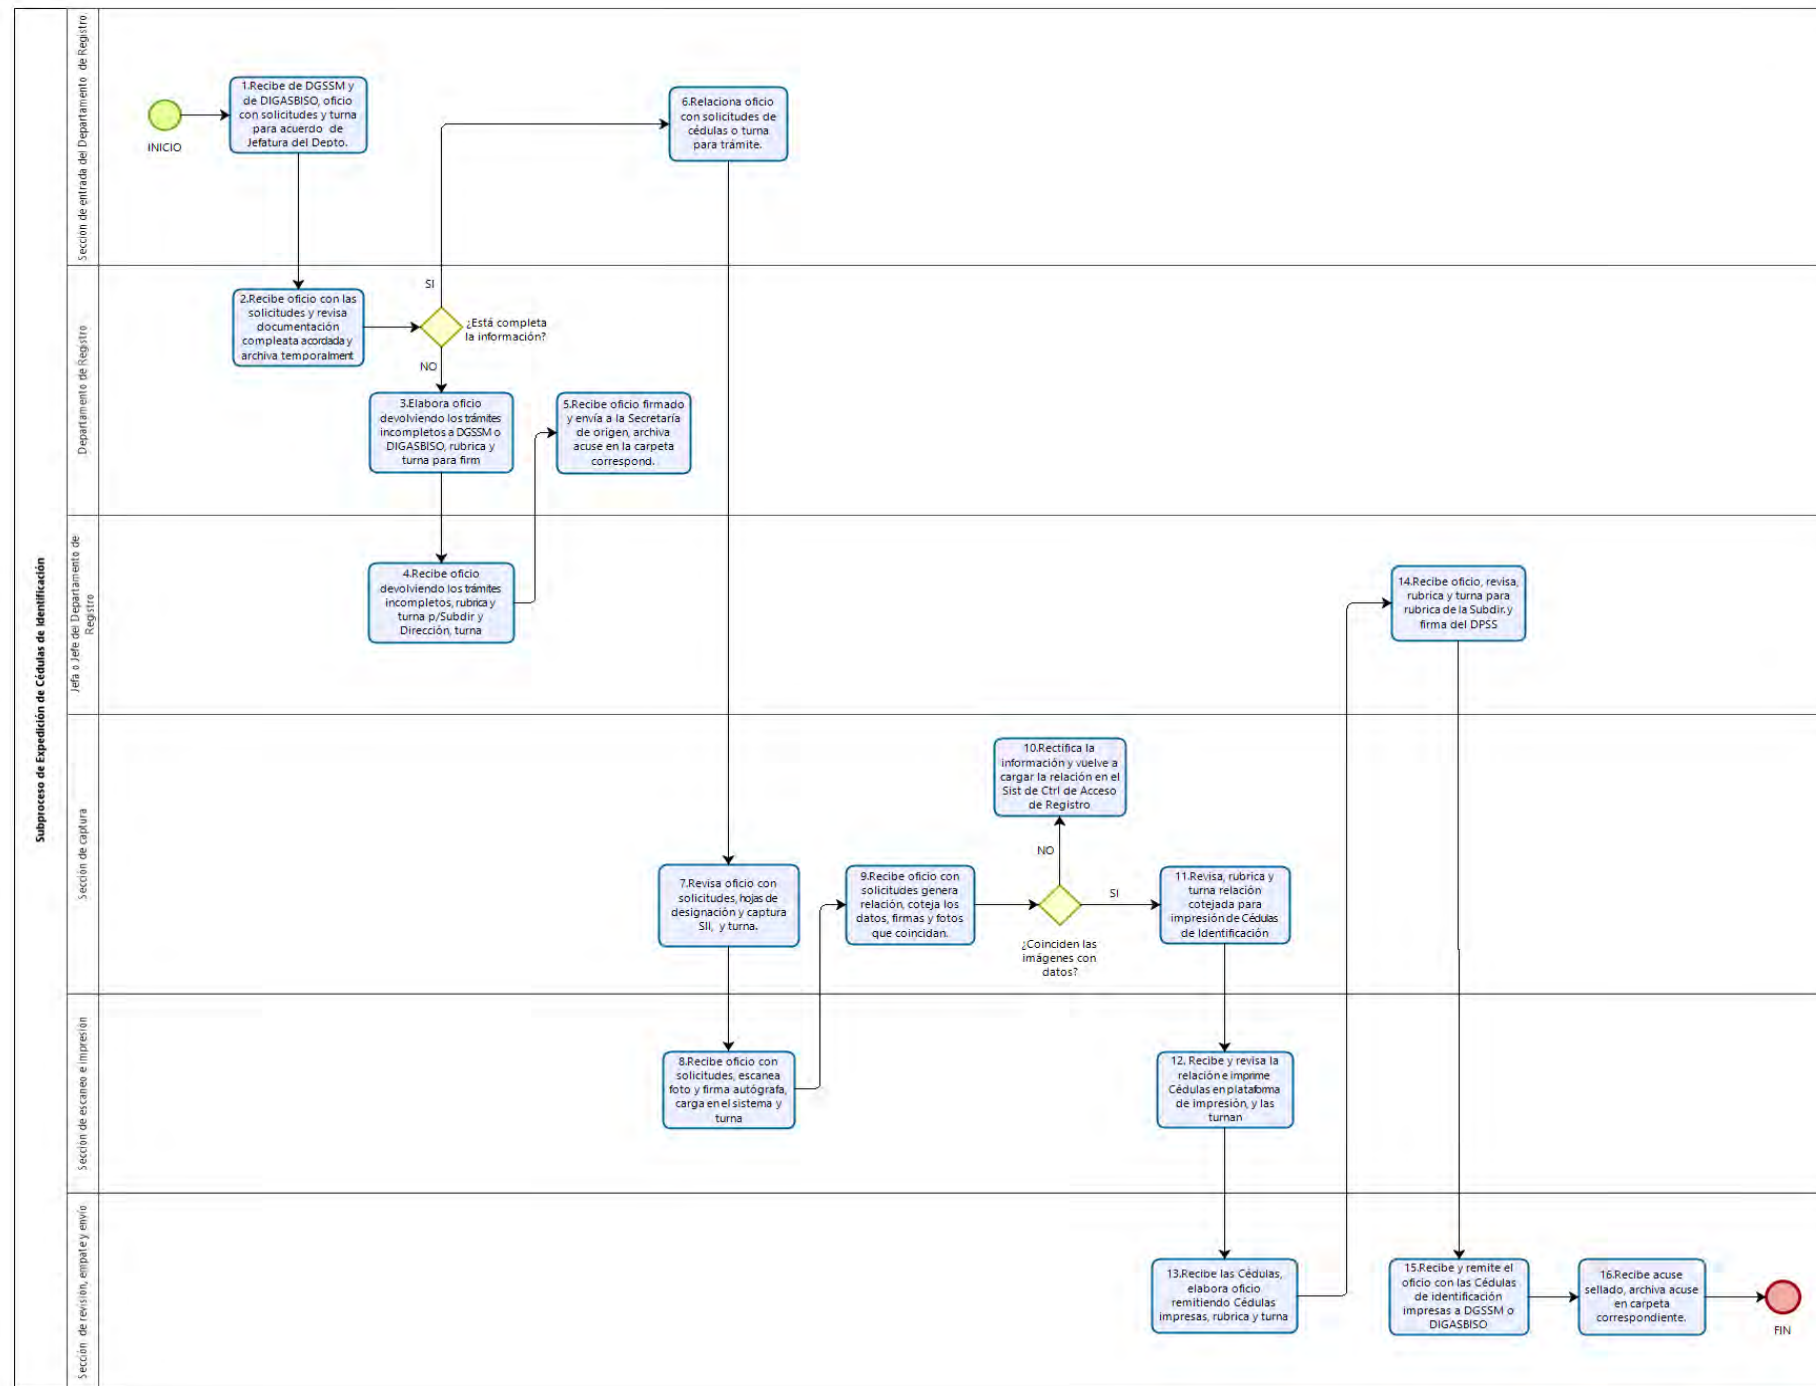 Subproceso de Expedición de Cédulas de Identificación
Sección de entrada del Departamento de Registro.
INICIO
1.Recibe de DGSSM y
de DIGASBISO, oficio
con solicitudes y turna
para acuerdo de
Jefatura del Depto.
6.Relaciona oficio
con solicitudes de
cédulas o turna
para trámite.
Departamento de Registro
2.Recibe oficio con las
solicitudes y revisa
documentación
compleata acordada y
archiva temporalment
SI
¿Está completa
la información?
NO
3.Elabora oficio
devolviendo los trámites
incompletos a DGSSM o
DIGASBISO, rubrica y
turna para firm
5.Recibe oficio firmado
y envía a la Secretaría
de origen, archiva
acuse en la carpeta
correspond.
Jefa o Jefe del Departamento de
Registro
4.Recibe oficio
devolviendo los trámites
incompletos, rubrica y
turna p/Subdir y
Dirección, turna
14.Recibe oficio, revisa,
rubrica y turna para
rubrica de la Subdir. y
firma del DPSS
Sección de captura
10.Rectifica la
información y vuelve a
cargar la relación en el
Sist de Ctrl de Acceso
de Registro
NO
7.Revisa oficio con
solicitudes, hojas de
designación y captura
SII, y turna.
9.Recibe oficio con
solicitudes genera
relación, coteja los
datos, firmas y fotos
que coincidan.
SI
¿Coinciden las
imágenes con
datos?
11.Revisa, rubrica y
turna relación
cotejada para
impresión de Cédulas
de Identificación
Sección de escaneo e impresión
8.Recibe oficio con
solicitudes, escanea
foto y firma autógrafa,
carga en el sistema y
turna
12. Recibe y revisa la
relación e imprime
Cédulas en plataforma
de impresión, y las
turnan
Sección de revisión, empate y envío
13.Recibe las Cédulas,
elabora oficio
remitiendo Cédulas
impresas, rubrica y turna
15.Recibe y remite el
oficio con las Cédulas
de identificación
impresas a DGSSM o
DIGASBISO
16.Recibe acuse
sellado, archiva acuse
en carpeta
correspondiente.
FIN